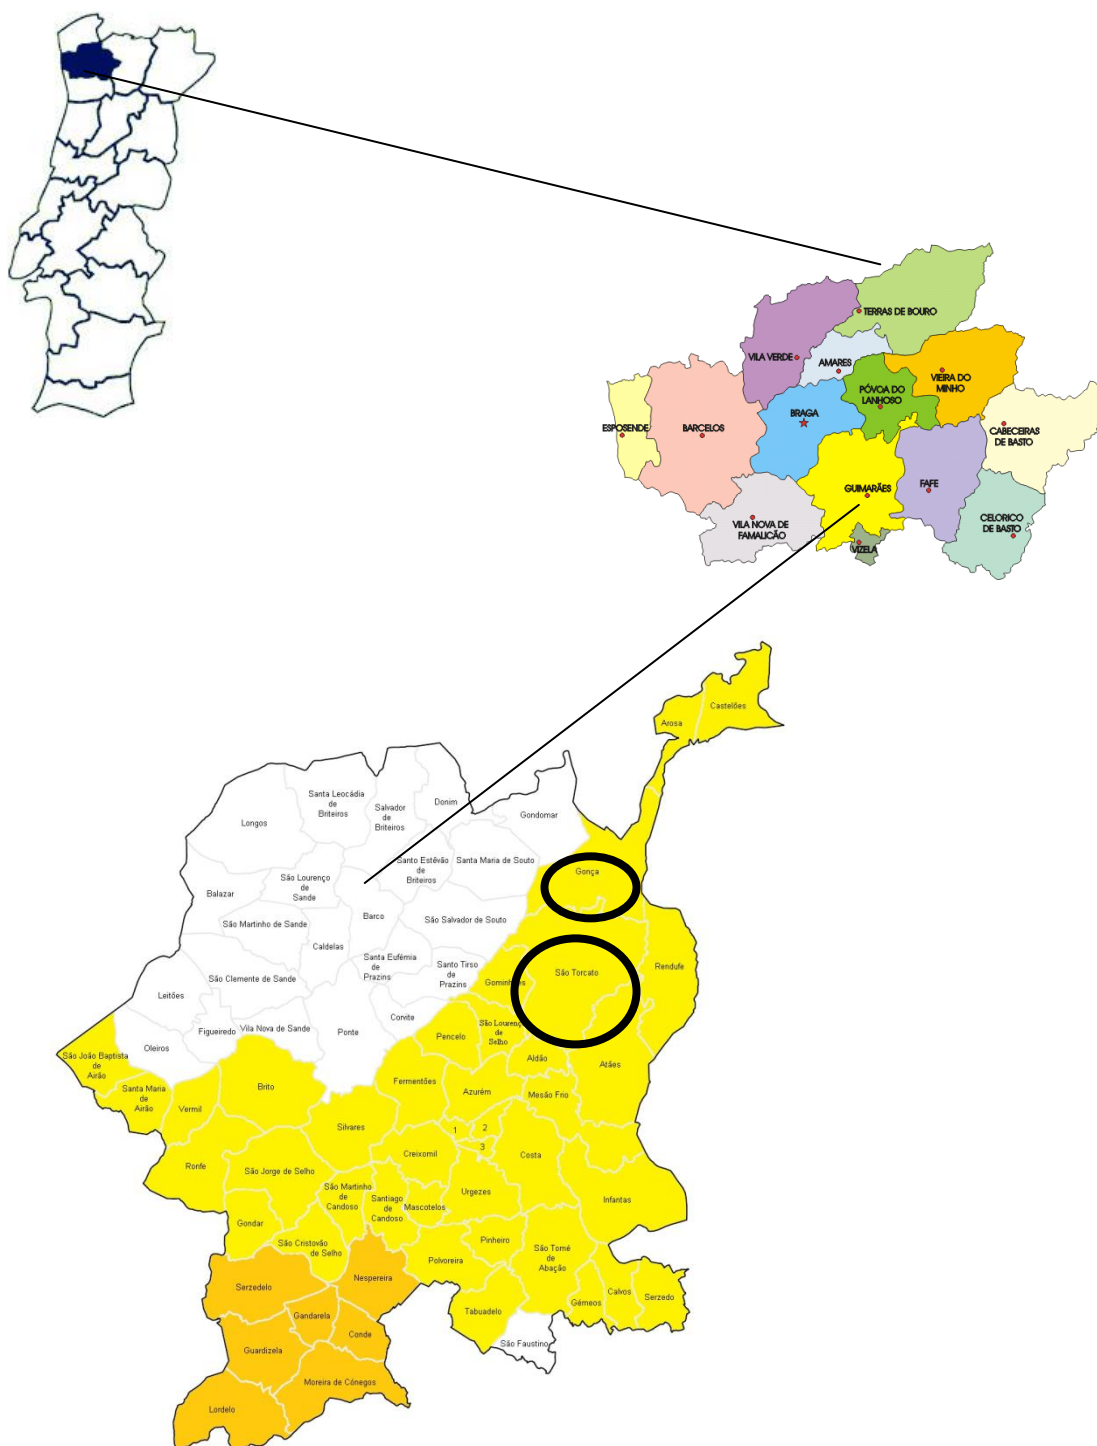 TERRAS DE BOURO
VILA VERDE
AMARES
VIEIRA DO
MINHO
PÓVOA DO
LANHOSO
BRAGA
ESPOSENDE
BARCELOS
CABECEIRAS
DE BASTO
GUIMARÃES
FAFE
VILA NOVA DE
FAMALICÃO
CELORICO
DE BASTO
VIZELA
Castelões
Arosa
Santa Leocádia
de
Briteiros
Donim
Salvador
de
Briteiros
Gondomar
Longos
Santo Estêvão
de
Briteiros
Santa Maria de Souto
Gonça
São Lourenço
de
Sande
Balazar
Barco
São Salvador de Souto
São Martinho de Sande
Caldelas
Santa Eufémia
de
Prazins
Santo Tirso
de
Prazins
Rendufe
São Torcato
São Clemente de Sande
Gominhães
Leitões
Corvite
Figueiredo
Vila Nova de Sande
Ponte
São Lourenço
de
Selho
Pencelo
Oleiros
São João Baptista
de
Airão
Aldão
Atães
Fermentões
Azurém
Mesão Frio
Brito
Santa Maria
de
Airão
Vermil
Silvares
1
2
3
Creixomil
Costa
Ronfe
São Jorge de Selho
São Martinho
de
Candoso
Santiago
de
Candoso
Mascotelos
Urgezes
Infantas
Gondar
São Cristovão
de Selho
Pinheiro
São Tomé
de
Abação
Polvoreira
Nespereira
Serzedelo
Calvos
Serzedo
Gémeos
Tabuadelo
Gandarela
Conde
São Faustino
Guardizela
Moreira de Cónegos
Lordelo